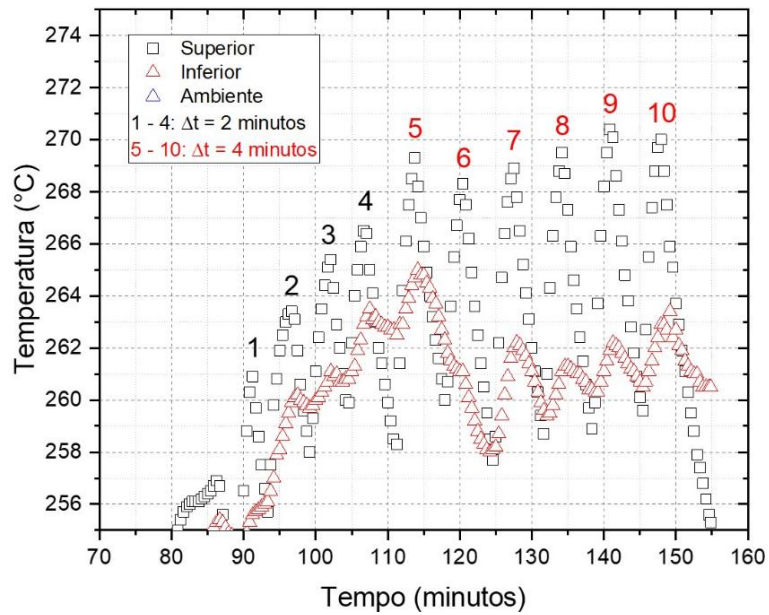 274
272
270
268
266
264
262
260
258
256
Temperatura (°C)
Superior
Inferior
Ambiente
1 - 4: Δt = 2 minutos
5 - 10: Δt = 4 minutos
1
2
3
4
5
6
7
8
9
10
70 80 90 100 110 120 130 140 150 160
Tempo (minutos)